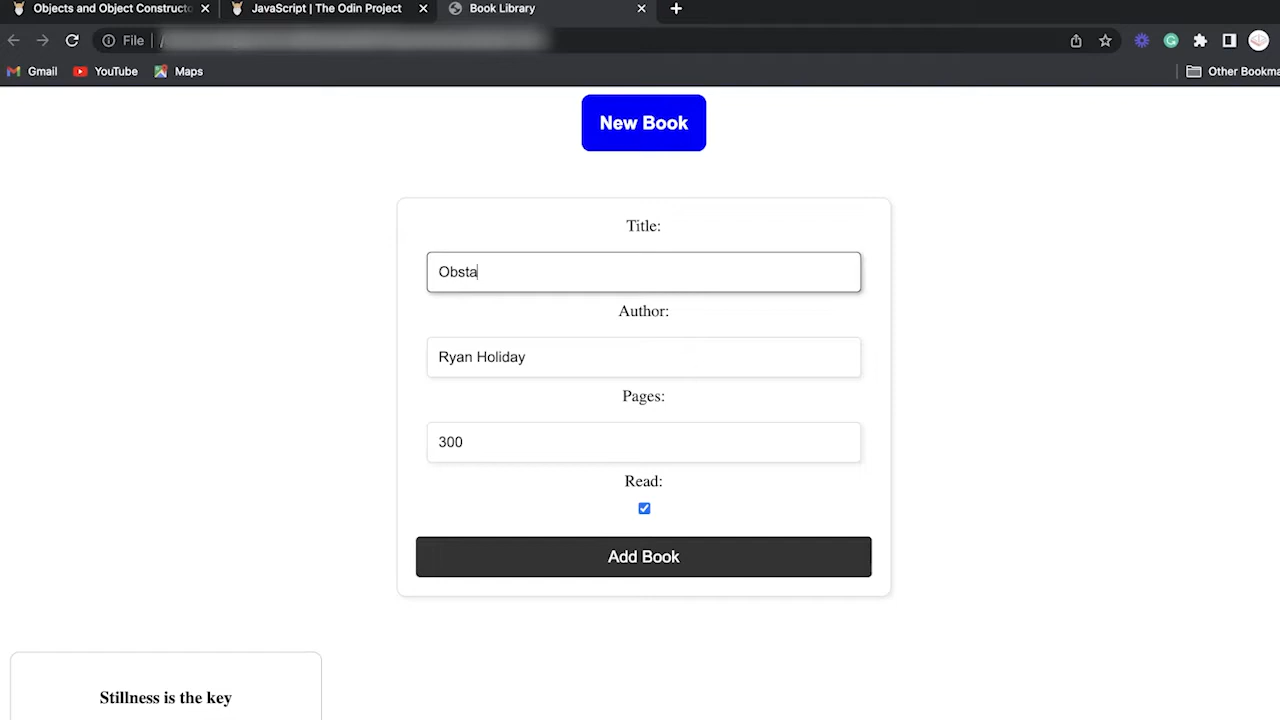 Objects and Object Constructo
JavaScript | The Odin Project
Book Library
File
Gmail
YouTube
Maps
Other Bookma
New Book
Title:
Obsta
Author:
Ryan Holiday
Pages:
300
Read:
Add Book
Stillness is the key